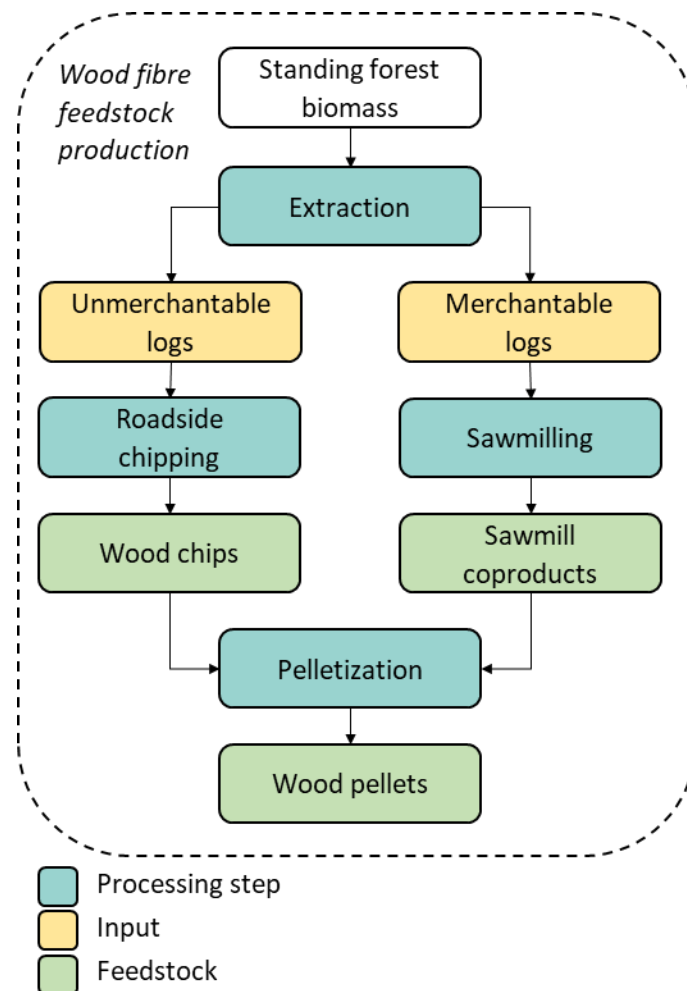 Wood fibre
feedstock
production
Standing forest
biomass
Extraction
Unmerchantable
logs
Merchantable
logs
Roadside
chipping
Sawmilling
Wood chips
Sawmill
coproducts
Pelletization
Wood pellets
Processing step
Input
Feedstock